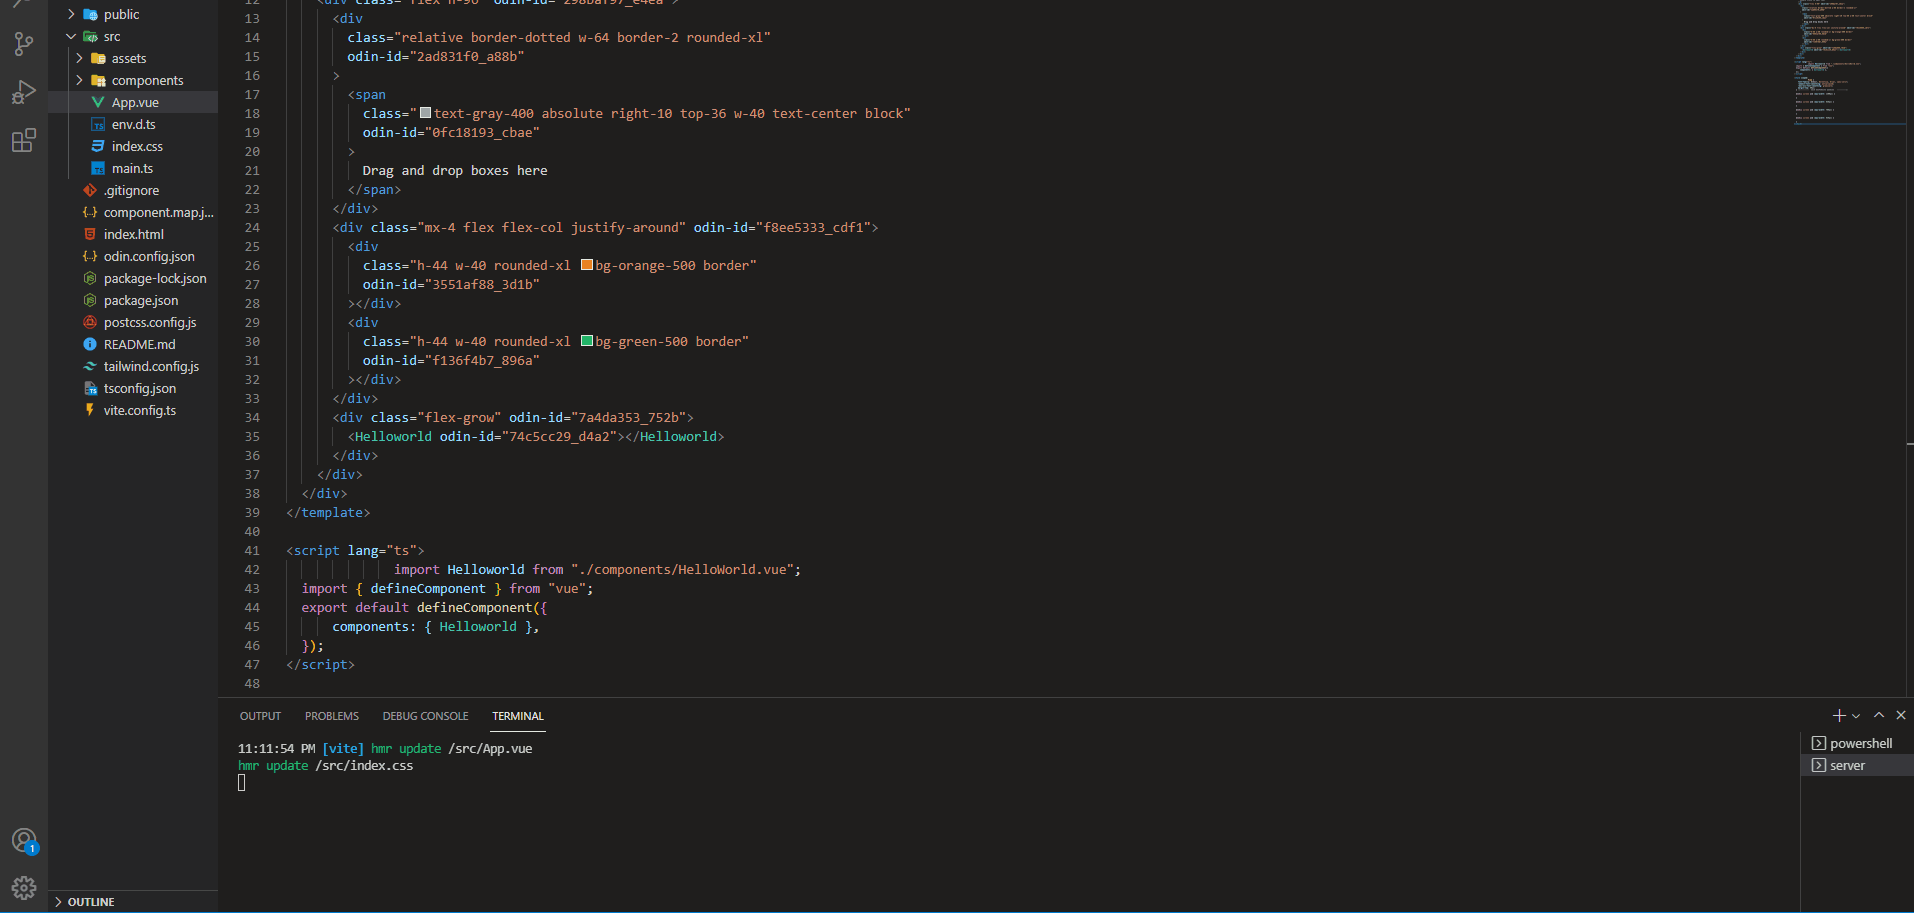 public
src
assets
components
App.vue
env.d.ts
index.css
main.ts
.gitignore
component.map.j...
index.html
odin.config.json
package-lock.json
package.json
postcss.config.js
README.md
tailwind.config.js
tsconfig.json
vite.config.ts
OUTLINE
1
12 <div class="flex h-96" odin-id="298baf97_e4ea">
13 <div
14 class="relative border-dotted w-64 border-2 rounded-xl"
15 odin-id="2ad831f0_a88b"
16 >
17 <span
18 class="text-gray-400 absolute right-10 top-36 w-40 text-center block"
19 odin-id="0fc18193_cbae"
20 >
21 Drag and drop boxes here
22 </span>
23 </div>
24 <div class="mx-4 flex flex-col justify-around" odin-id="f8ee5333_cdf1">
25 <div
26 class="h-44 w-40 rounded-xl bg-orange-500 border"
27 odin-id="3551af88_3d1b"
28 ></div>
29 <div
30 class="h-44 w-40 rounded-xl bg-green-500 border"
31 odin-id="f136f4b7_896a"
32 ></div>
33 </div>
34 <div class="flex-grow" odin-id="7a4da353_752b">
35 <Helloworld odin-id="74c5cc29_d4a2"></Helloworld>
36 </div>
37 </div>
38 </div>
39 </template>
40
41 <script lang="ts">
42 import Helloworld from "./components/HelloWorld.vue";
43 import { defineComponent } from "vue";
44 export default defineComponent({
45 components: { Helloworld },
46 });
47 </script>
48
OUTPUT PROBLEMS DEBUG CONSOLE TERMINAL
11:11:54 PM [vite] hmr update /src/App.vue
hmr update /src/index.css
powershell
server